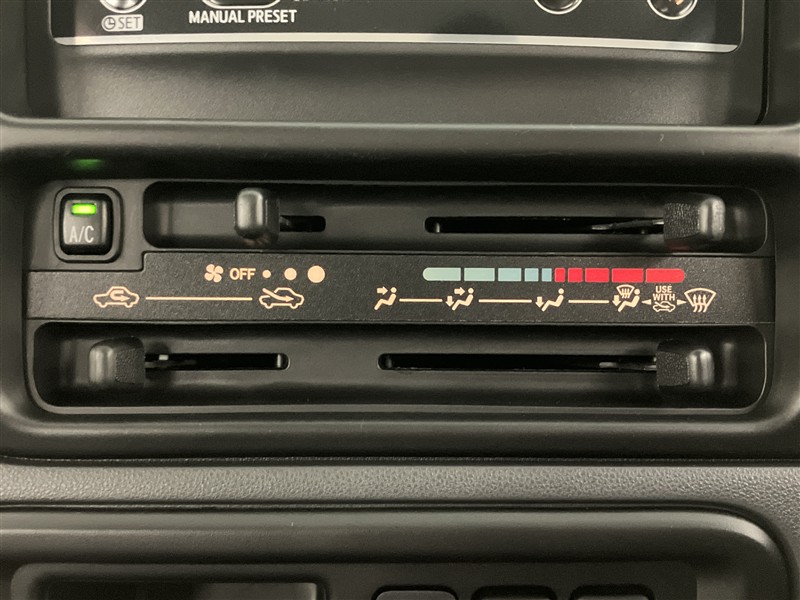 SET
MANUAL PRESET
A/C
OFF
USE
WITH